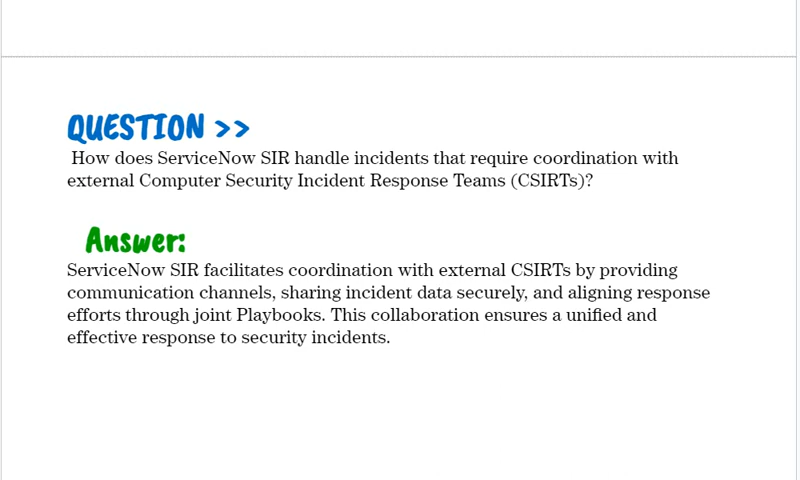 QUESTION >>
How does ServiceNow SIR handle incidents that require coordination with
external Computer Security Incident Response Teams (CSIRTs)?
Answer:
ServiceNow SIR facilitates coordination with external CSIRTs by providing
communication channels, sharing incident data securely, and aligning response
efforts through joint Playbooks. This collaboration ensures a unified and
effective response to security incidents.